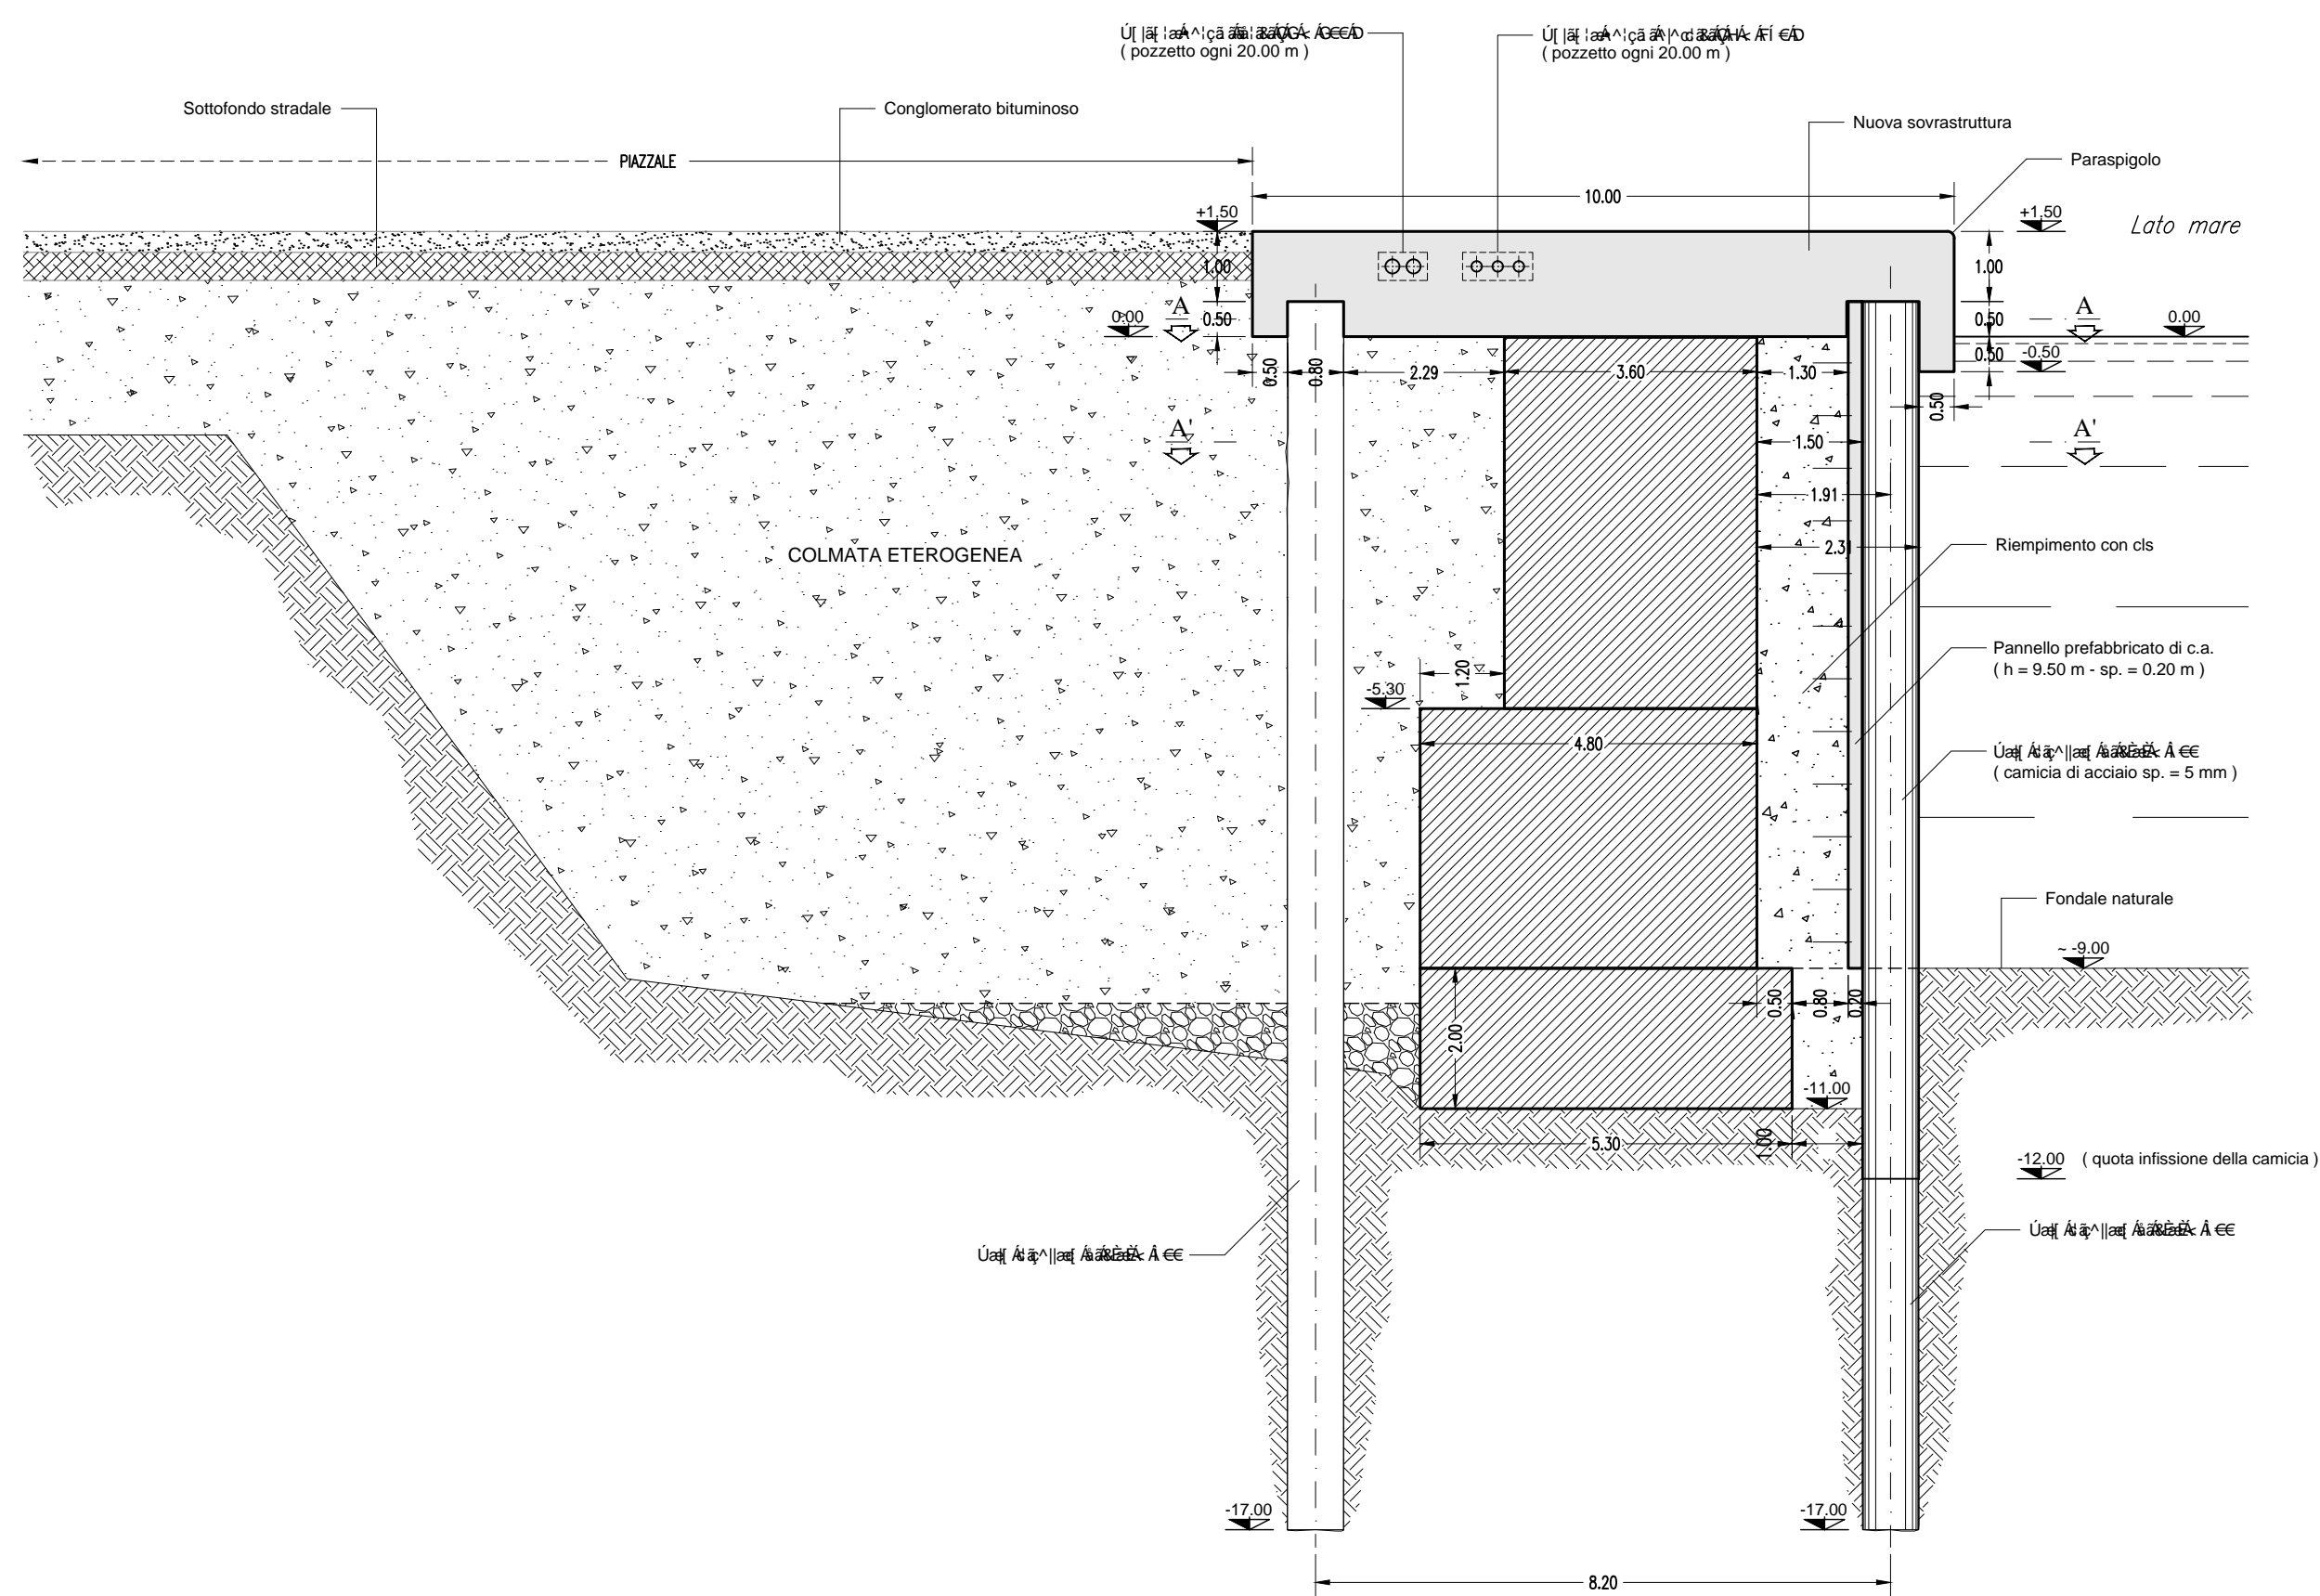 ( pozzetto ogni 20.00 m )
( pozzetto ogni 20.00 m )
Sottofondo stradale
Conglomerato bituminoso
Nuova sovrastruttura
PIAZZALE
Paraspigolo
10.00
+1.50
+1.50
Lato mare
1.00
1.00
A
0.50
0.00
0.50
A
0.00
0.50
-0.50
0.50
0.80
2.29
3.60
1.30
0.50
A'
1.50
A'
1.91
COLMATA ETEROGENEA
2.31
Riempimento con cls
1.20
-5.30
Pannello prefabbricato di c.a.
( h = 9.50 m - sp. = 0.20 m )
4.80
( camicia di acciaio sp. = 5 mm )
Fondale naturale
~ -9.00
0.50
0.80
0.20
2.00
-11.00
5.30
1.00
-12.00 ( quota infissione della camicia )
-17.00
-17.00
8.20